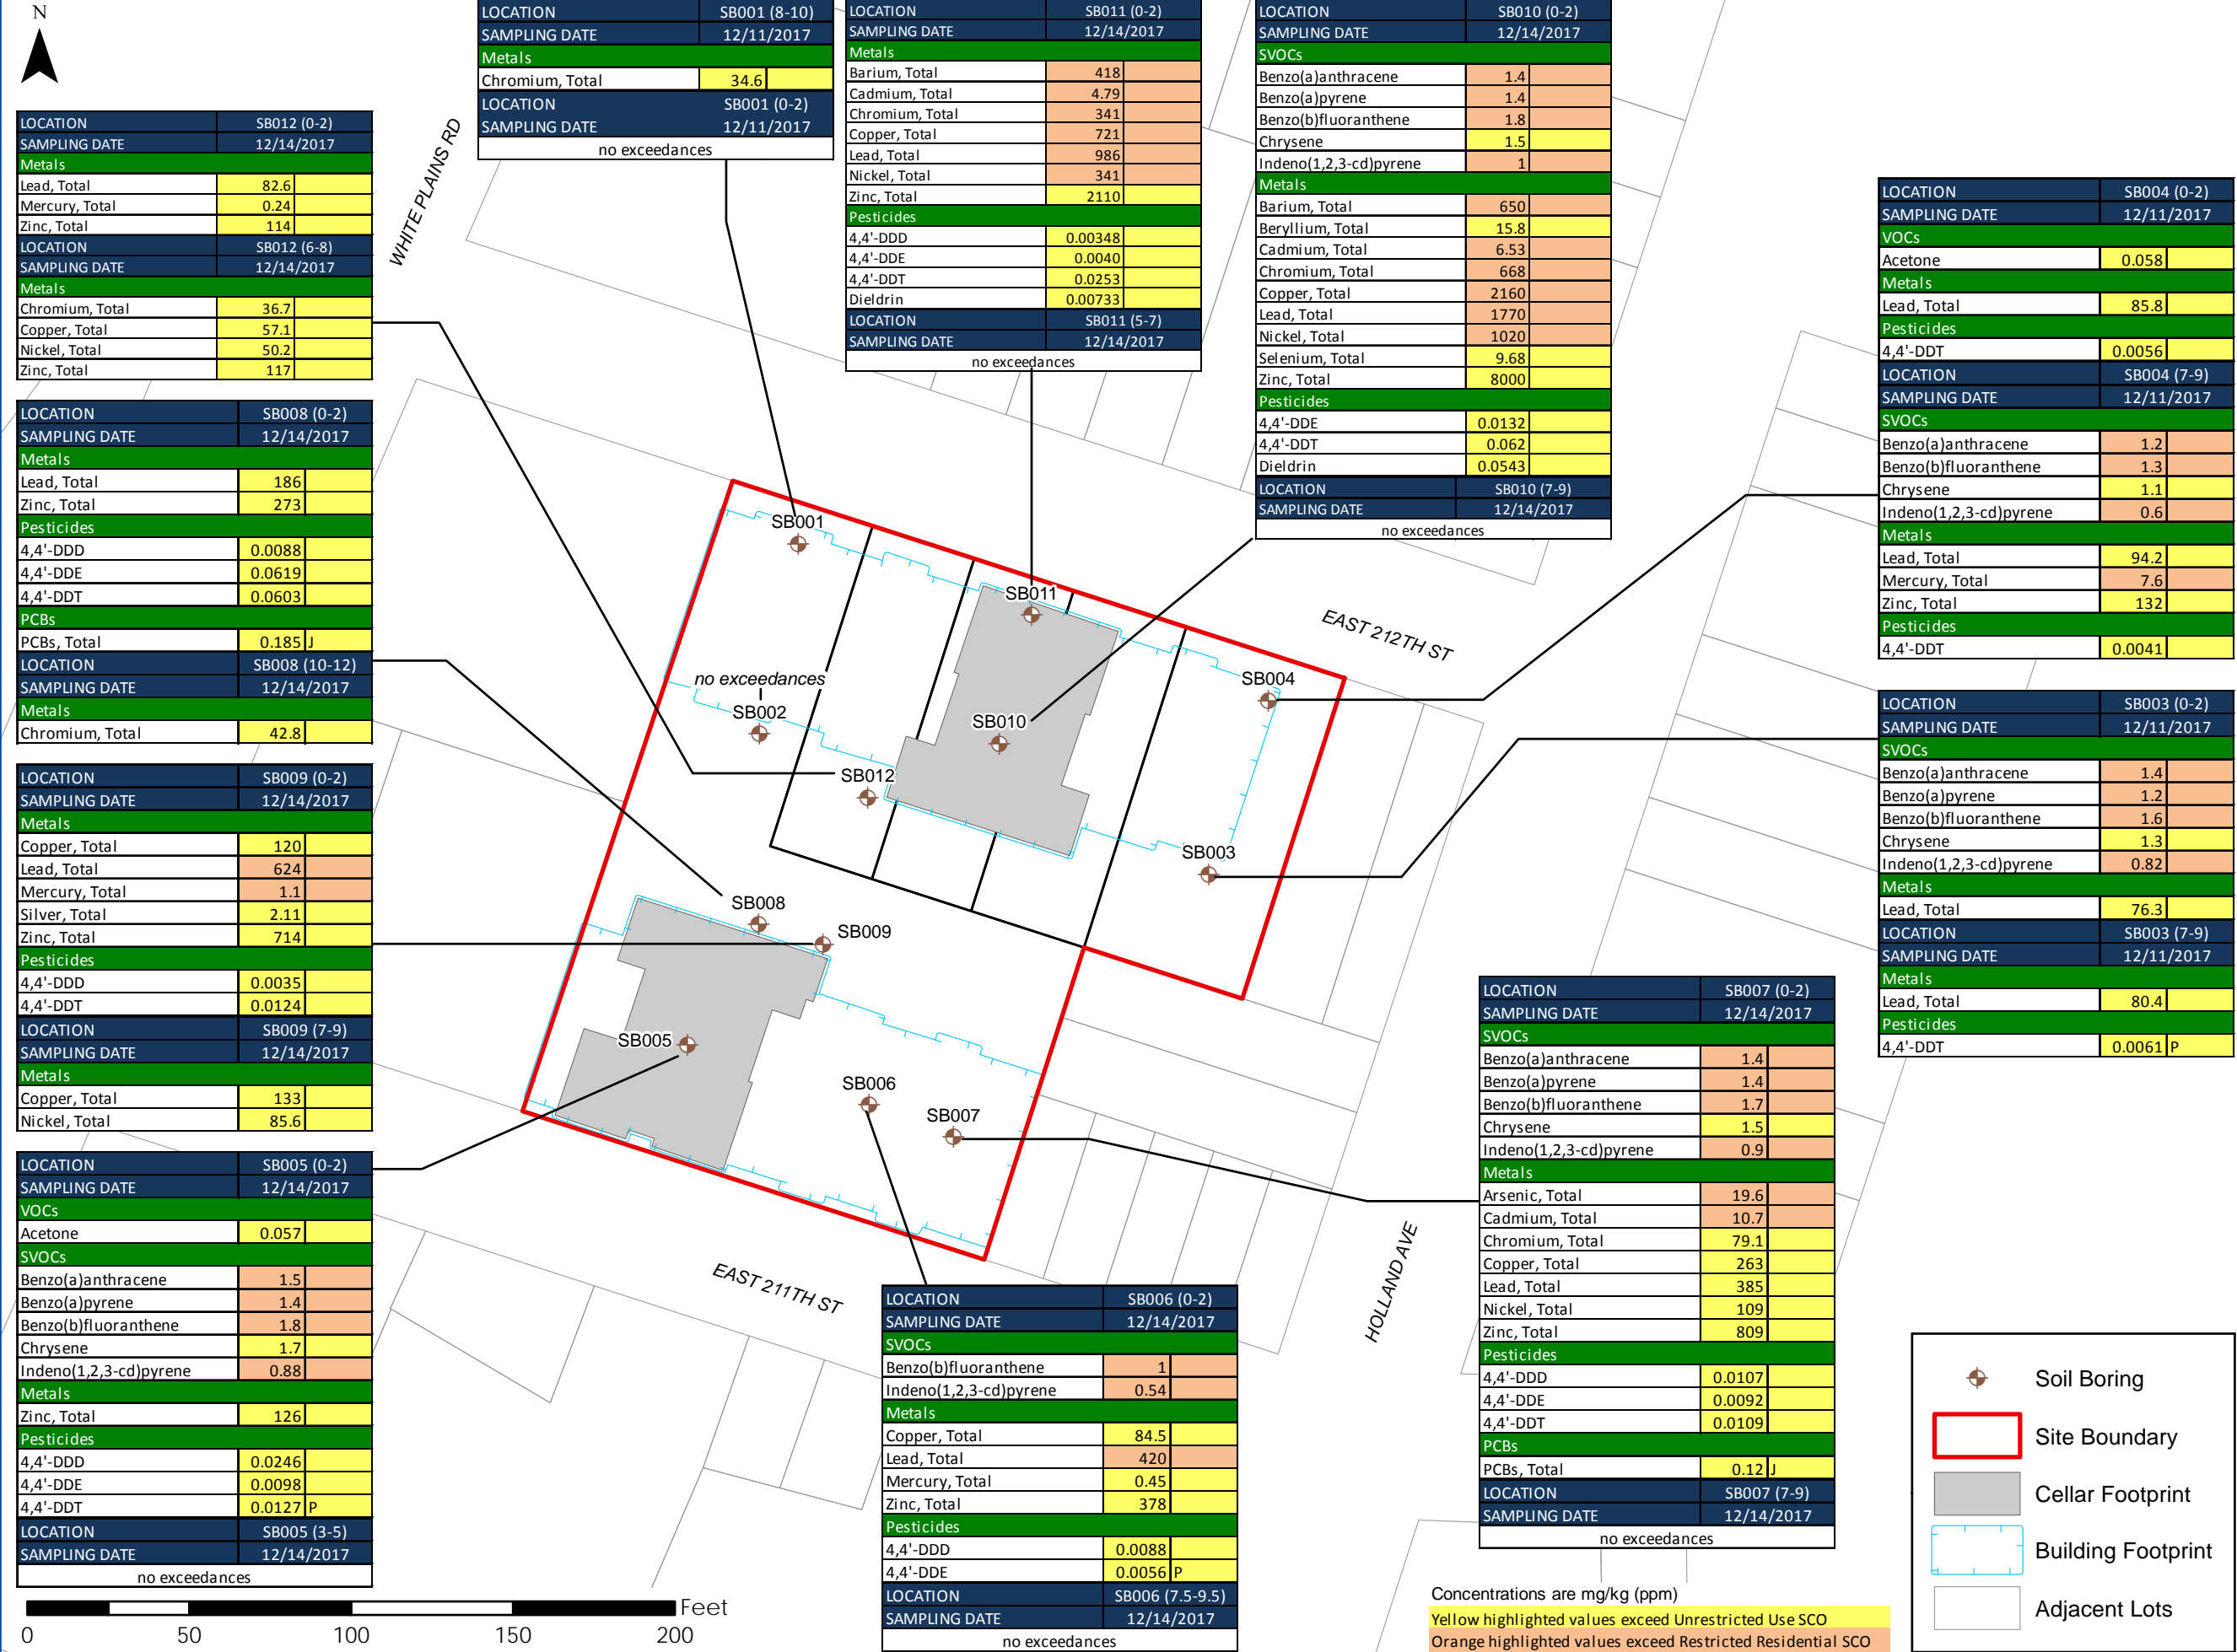 N
LOCATION SB001 (8-10)
SAMPLING DATE 12/11/2017
Metals
Chromium, Total 34.6
LOCATION SB001 (0-2)
SAMPLING DATE 12/11/2017
no exceedances
LOCATION SB011 (0-2)
SAMPLING DATE 12/14/2017
Metals
Barium, Total 418
Cadmium, Total 4.79
Chromium, Total 341
Copper, Total 721
Lead, Total 986
Nickel, Total 341
Zinc, Total 2110
Pesticides
4,4'-DDD 0.00348
4,4'-DDE 0.0040
4,4'-DDT 0.0253
Dieldrin 0.00733
LOCATION SB011 (5-7)
SAMPLING DATE 12/14/2017
no exceedances
LOCATION SB010 (0-2)
SAMPLING DATE 12/14/2017
SVOCs
Benzo(a)anthracene 1.4
Benzo(a)pyrene 1.4
Benzo(b)fluoranthene 1.8
Chrysene 1.5
Indeno(1,2,3-cd)pyrene 1
Metals
Barium, Total 650
Beryllium, Total 15.8
Cadmium, Total 6.53
Chromium, Total 668
Copper, Total 2160
Lead, Total 1770
Nickel, Total 1020
Selenium, Total 9.68
Zinc, Total 8000
Pesticides
4,4'-DDE 0.0132
4,4'-DDT 0.062
Dieldrin 0.0543
LOCATION SB010 (7-9)
SAMPLING DATE 12/14/2017
no exceedances
LOCATION SB012 (0-2)
SAMPLING DATE 12/14/2017
Metals
Lead, Total 82.6
Mercury, Total 0.24
Zinc, Total 114
LOCATION SB012 (6-8)
SAMPLING DATE 12/14/2017
Metals
Chromium, Total 36.7
Copper, Total 57.1
Nickel, Total 50.2
Zinc, Total 117
LOCATION SB008 (0-2)
SAMPLING DATE 12/14/2017
Metals
Lead, Total 186
Zinc, Total 273
Pesticides
4,4'-DDD 0.0088
4,4'-DDE 0.0619
4,4'-DDT 0.0603
PCBs
PCBs, Total 0.185 J
LOCATION SB008 (10-12)
SAMPLING DATE 12/14/2017
Metals
Chromium, Total 42.8
LOCATION SB009 (0-2)
SAMPLING DATE 12/14/2017
Metals
Copper, Total 120
Lead, Total 624
Mercury, Total 1.1
Silver, Total 2.11
Zinc, Total 714
Pesticides
4,4'-DDD 0.0035
4,4'-DDT 0.0124
LOCATION SB009 (7-9)
SAMPLING DATE 12/14/2017
Metals
Copper, Total 133
Nickel, Total 85.6
LOCATION SB005 (0-2)
SAMPLING DATE 12/14/2017
VOCs
Acetone 0.057
SVOCs
Benzo(a)anthracene 1.5
Benzo(a)pyrene 1.4
Benzo(b)fluoranthene 1.8
Chrysene 1.7
Indeno(1,2,3-cd)pyrene 0.88
Metals
Zinc, Total 126
Pesticides
4,4'-DDD 0.0246
4,4'-DDE 0.0098
4,4'-DDT 0.0127 P
LOCATION SB005 (3-5)
SAMPLING DATE 12/14/2017
no exceedances
WHITE PLAINS RD
SB001
SB011
EAST 212TH ST
no exceedances
SB002
SB004
SB010
SB012
SB003
SB008
SB009
SB005
SB006
SB007
EAST 211TH ST
HOLLAND AVE
LOCATION SB004 (0-2)
SAMPLING DATE 12/11/2017
VOCs
Acetone 0.058
Metals
Lead, Total 85.8
Pesticides
4,4'-DDT 0.0056
LOCATION SB004 (7-9)
SAMPLING DATE 12/11/2017
SVOCs
Benzo(a)anthracene 1.2
Benzo(b)fluoranthene 1.3
Chrysene 1.1
Indeno(1,2,3-cd)pyrene 0.6
Metals
Lead, Total 94.2
Mercury, Total 7.6
Zinc, Total 132
Pesticides
4,4'-DDT 0.0041
LOCATION SB003 (0-2)
SAMPLING DATE 12/11/2017
SVOCs
Benzo(a)anthracene 1.4
Benzo(a)pyrene 1.2
Benzo(b)fluoranthene 1.6
Chrysene 1.3
Indeno(1,2,3-cd)pyrene 0.82
Metals
Lead, Total 76.3
LOCATION SB003 (7-9)
SAMPLING DATE 12/11/2017
Metals
Lead, Total 80.4
Pesticides
4,4'-DDT 0.0061 P
LOCATION SB007 (0-2)
SAMPLING DATE 12/14/2017
SVOCs
Benzo(a)anthracene 1.4
Benzo(a)pyrene 1.4
Benzo(b)fluoranthene 1.7
Chrysene 1.5
Indeno(1,2,3-cd)pyrene 0.9
Metals
Arsenic, Total 19.6
Cadmium, Total 10.7
Chromium, Total 79.1
Copper, Total 263
Lead, Total 385
Nickel, Total 109
Zinc, Total 809
Pesticides
4,4'-DDD 0.0107
4,4'-DDE 0.0092
4,4'-DDT 0.0109
PCBs
PCBs, Total 0.12 J
LOCATION SB007 (7-9)
SAMPLING DATE 12/14/2017
no exceedances
LOCATION SB006 (0-2)
SAMPLING DATE 12/14/2017
SVOCs
Benzo(b)fluoranthene 1
Indeno(1,2,3-cd)pyrene 0.54
Metals
Copper, Total 84.5
Lead, Total 420
Mercury, Total 0.45
Zinc, Total 378
Pesticides
4,4'-DDD 0.0088
4,4'-DDE 0.0056 P
LOCATION SB006 (7.5-9.5)
SAMPLING DATE 12/14/2017
no exceedances
Soil Boring
Site Boundary
Cellar Footprint
Building Footprint
Adjacent Lots
Concentrations are mg/kg (ppm)
Yellow highlighted values exceed Unrestricted Use SCO
Orange highlighted values exceed Restricted Residential SCO
Feet
0 50 100 150 200